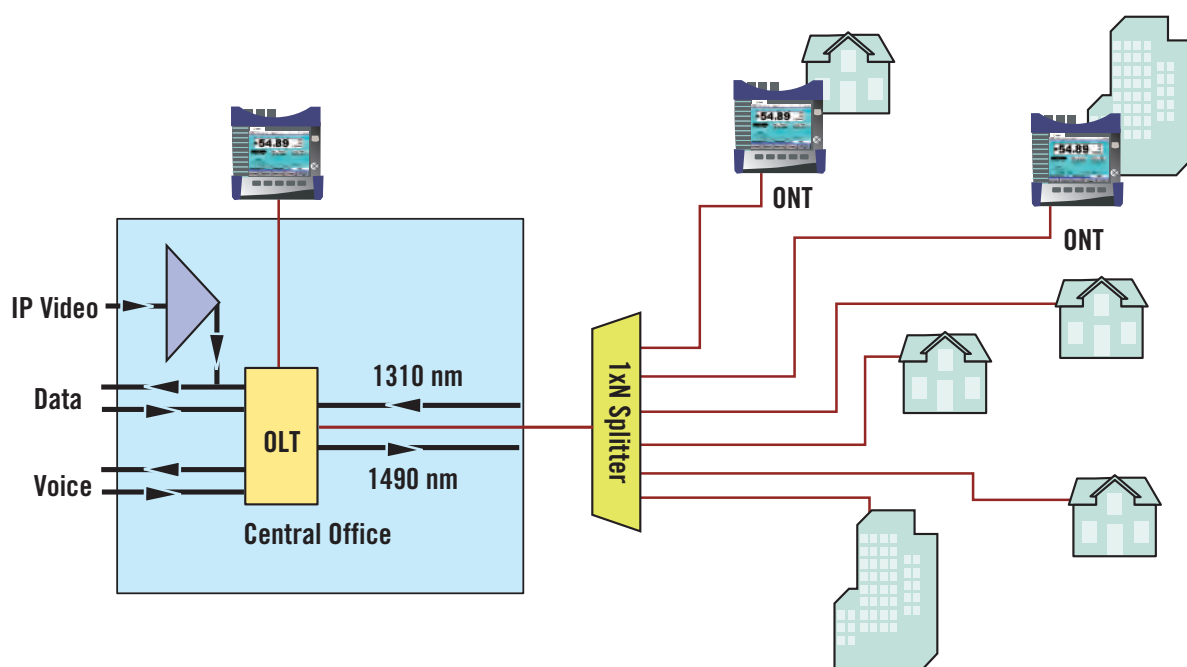 -54.89
-54.89
-54.89
ONT
ONT
IP Video
1310 nm
Data
OLT
1xN Splitter
Voice
1490 nm
Central Office